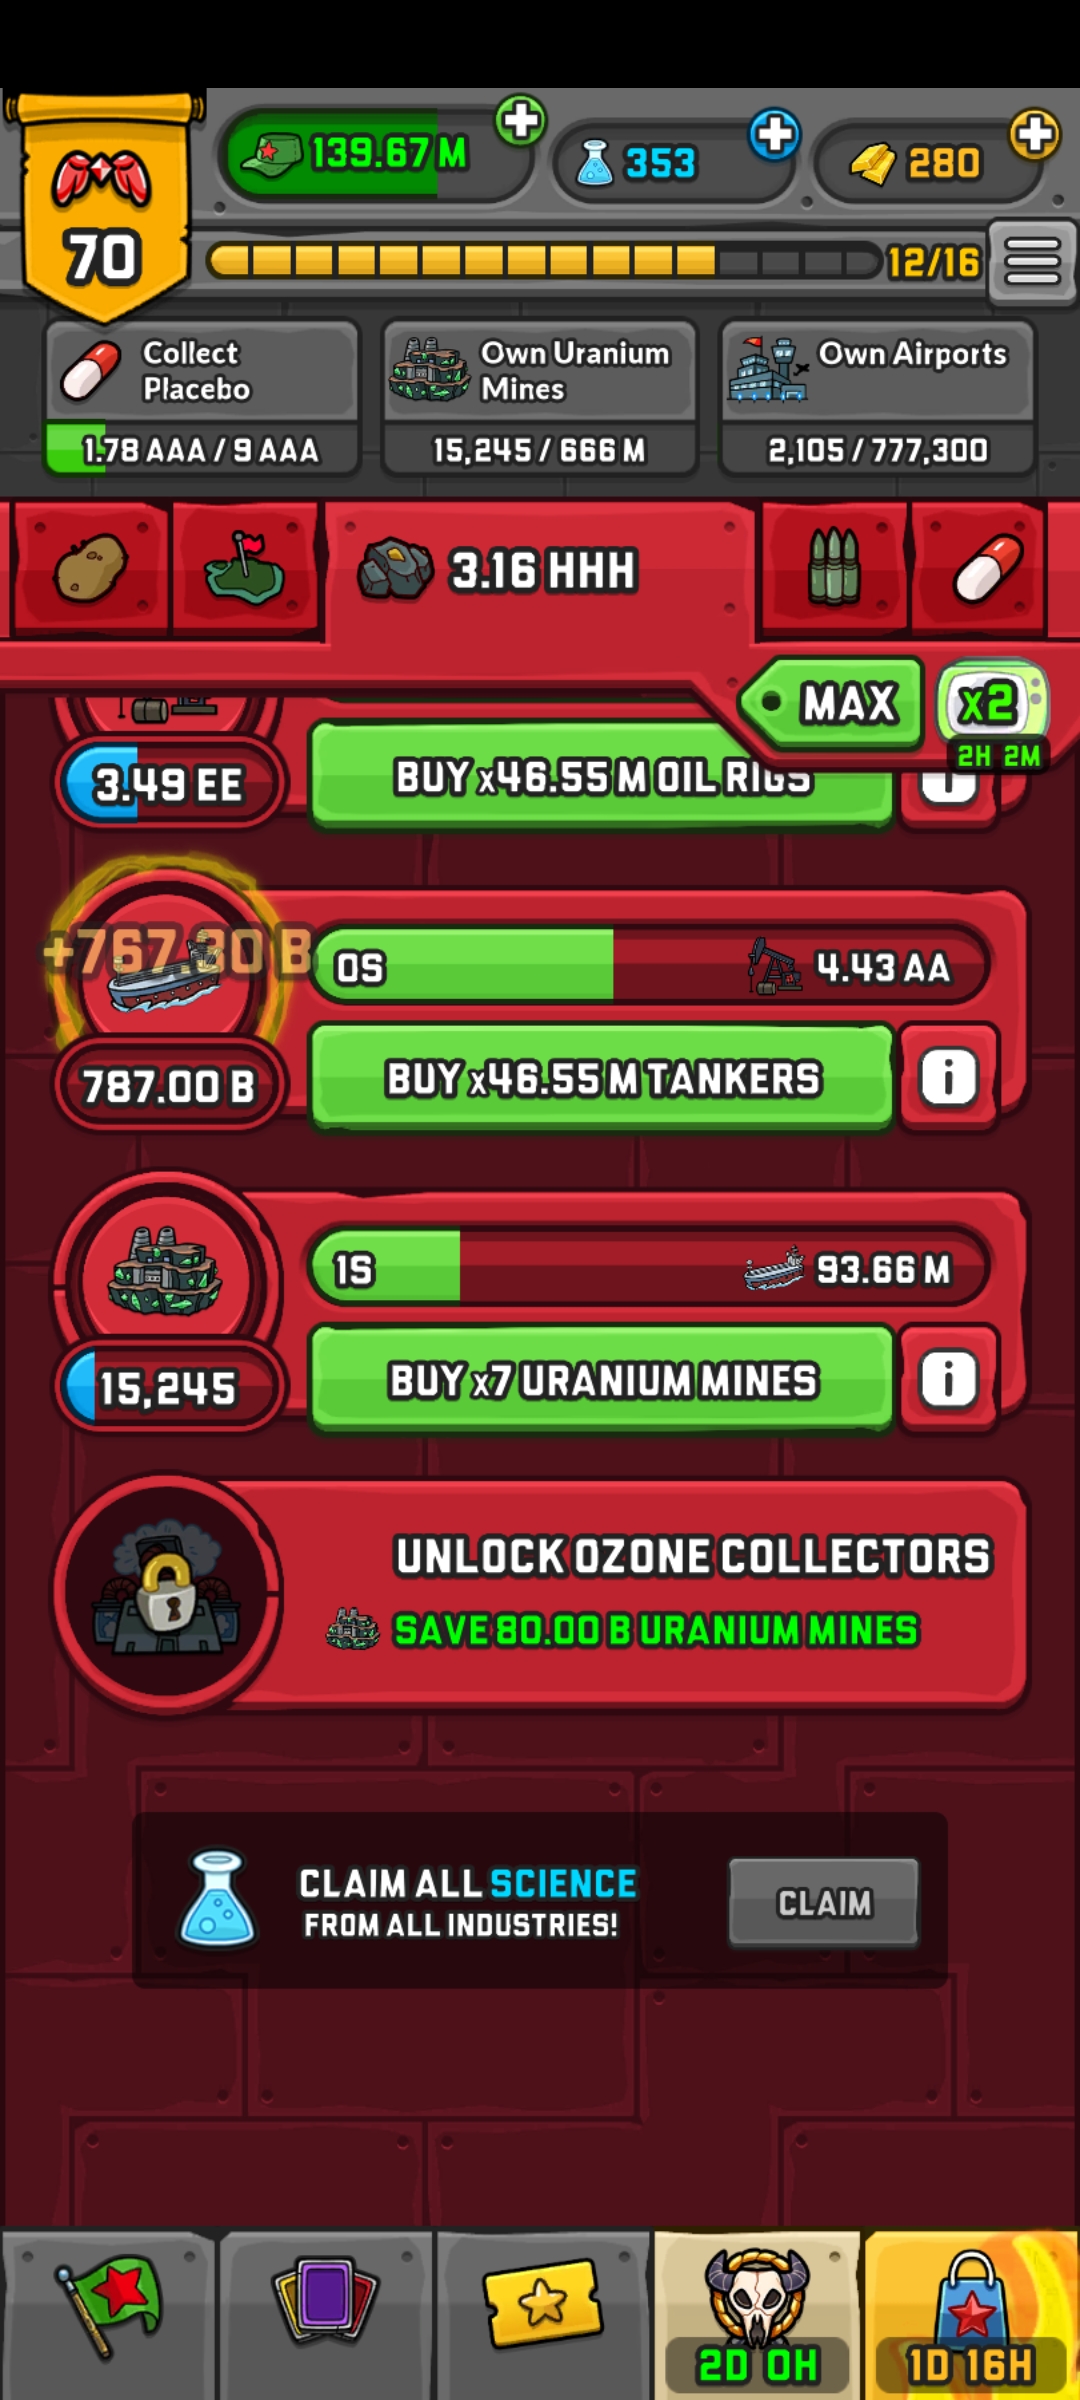 139.67 M
353
280
70
12/16
Collect
Placebo
Own Uranium
Mines
Own Airports
1.78 AAA / 9 AAA
15,245 / 666 M
2,105 / 777,300
3.16 HHH
MAX
x2
2H 2M
3.49 EE
BUY x46.55 M OIL RIGS
+767.30 B
0S
4.43 AA
787.00 B
BUY x46.55 M TANKERS
i
1S
93.66 M
15,245
BUY x7 URANIUM MINES
i
UNLOCK OZONE COLLECTORS
SAVE 80.00 B URANIUM MINES
CLAIM ALL SCIENCE
FROM ALL INDUSTRIES!
CLAIM
2D 0H
1D 16H